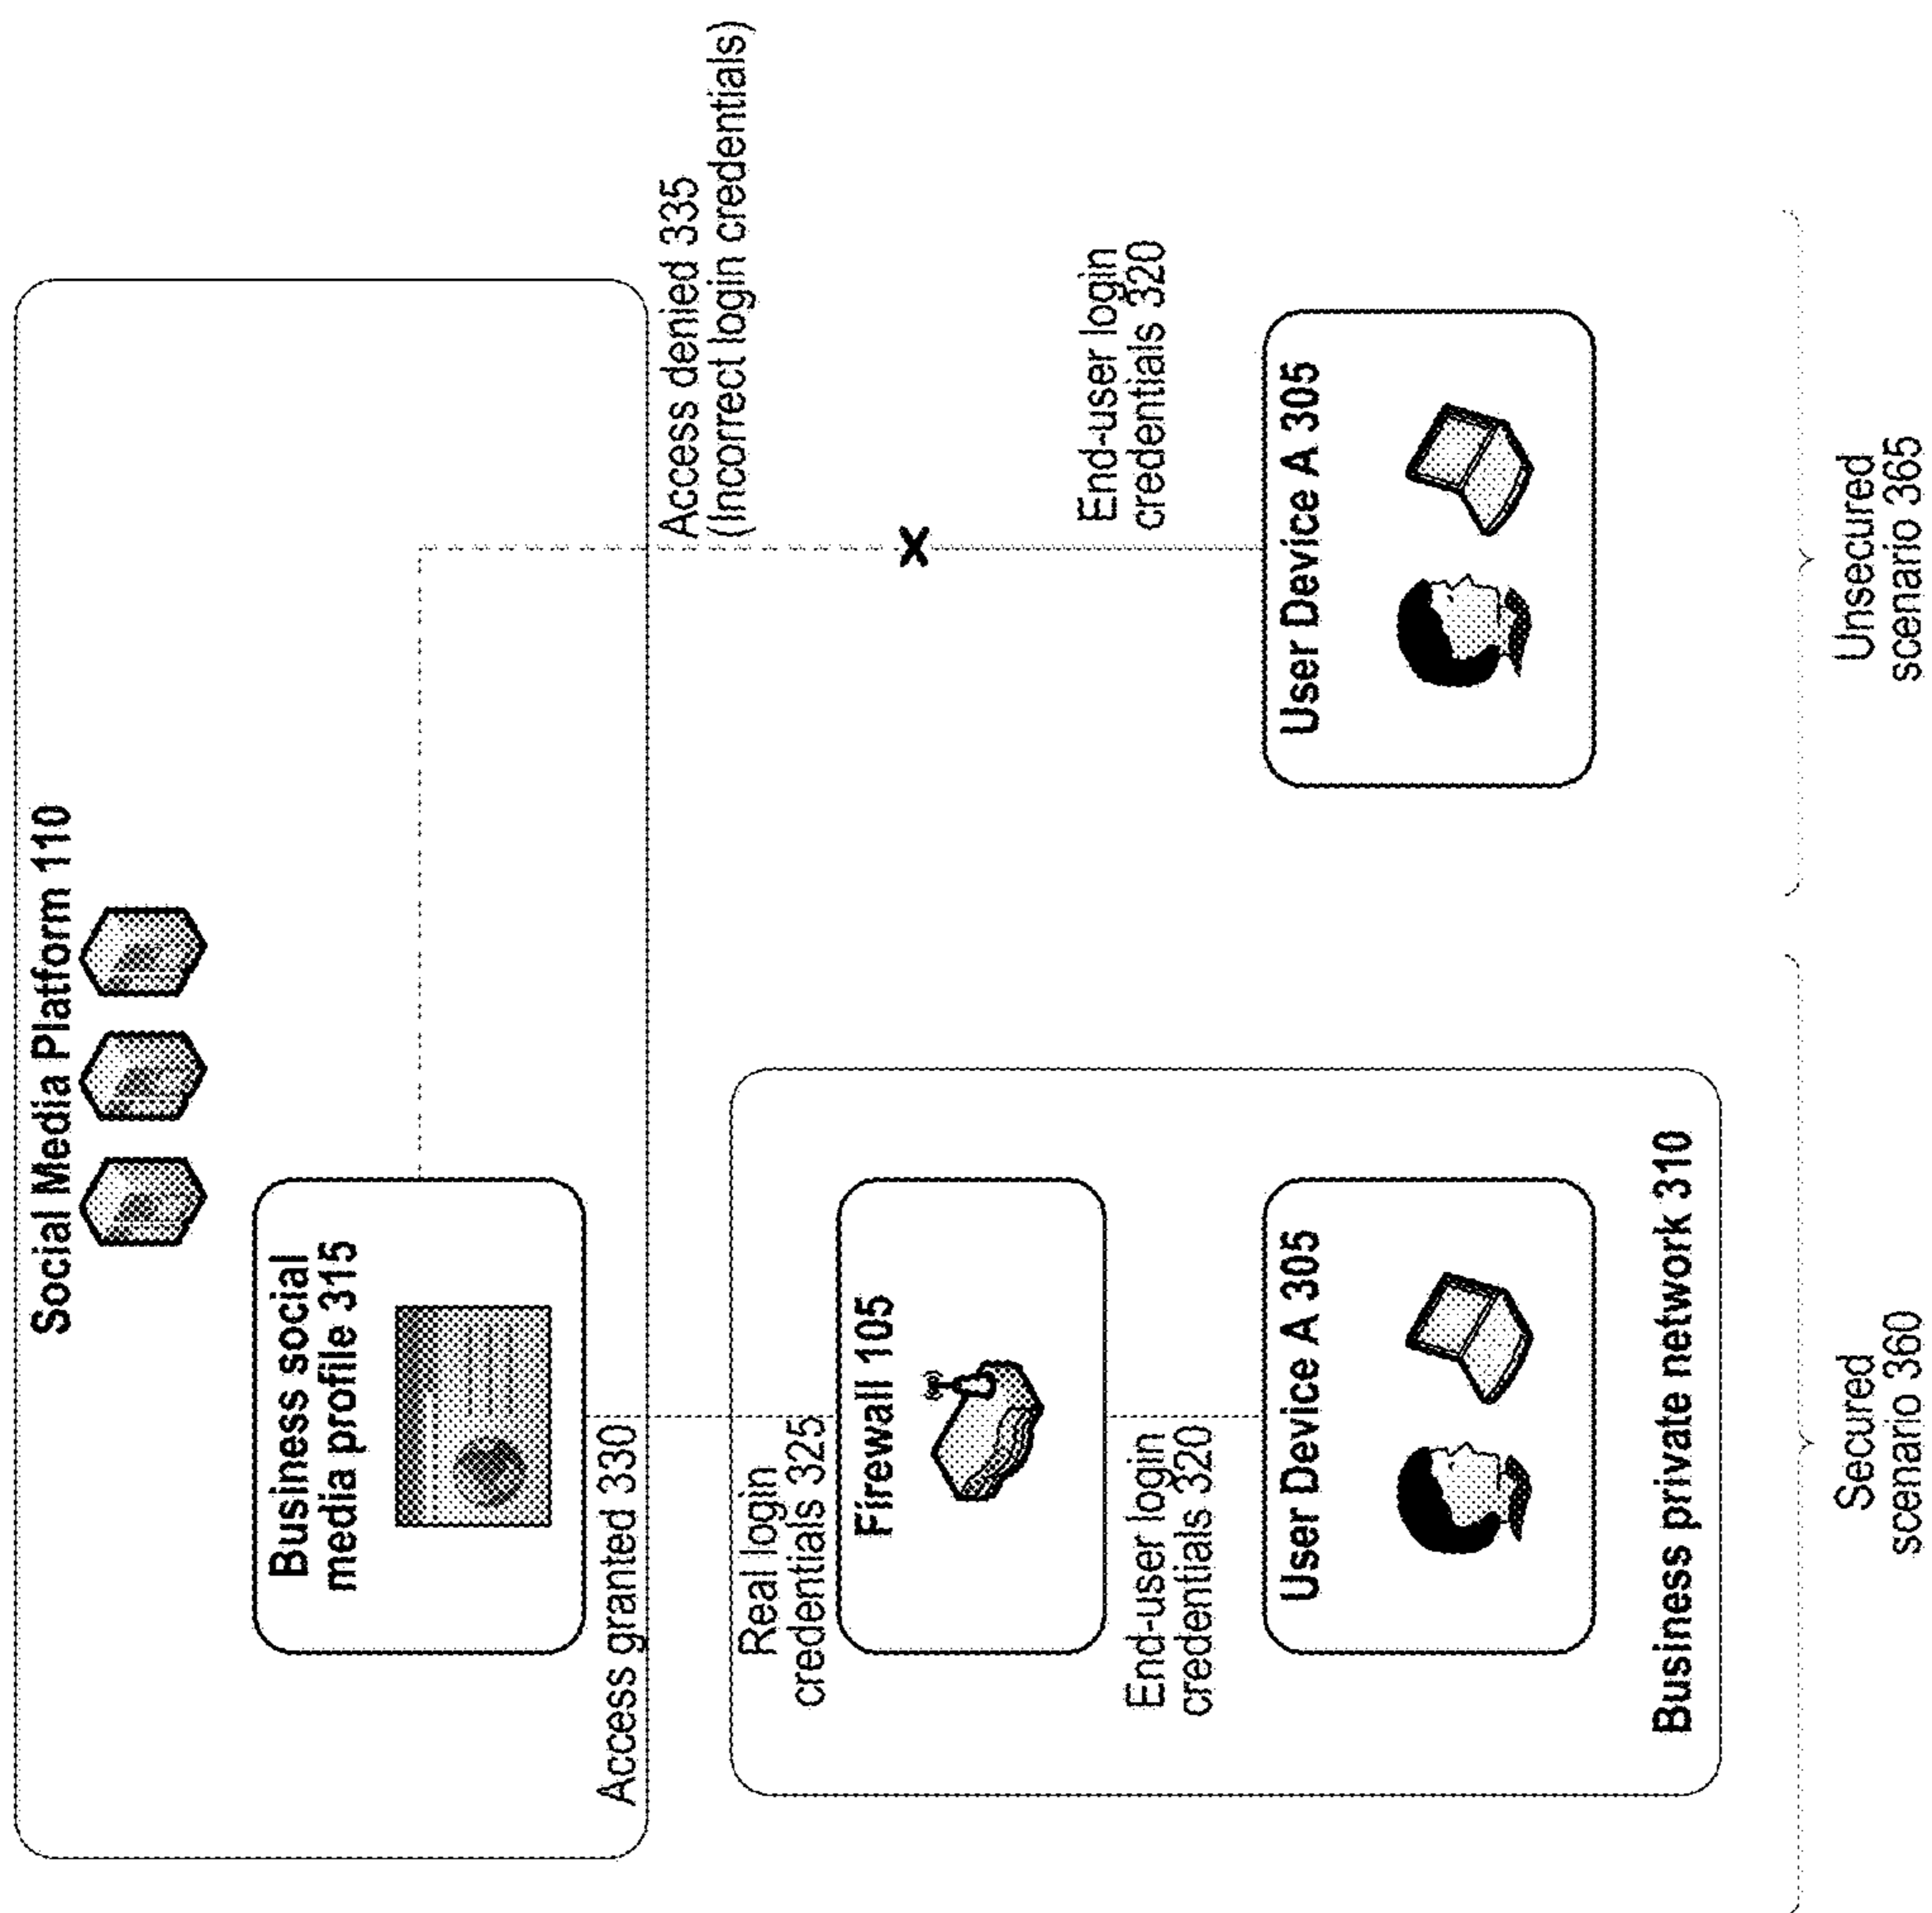 Social Media Platform 110
Business social
media profile 315
Access granted 330
Access denied 335
(Incorrect login credentials)
Real login
credentials 325
Firewall 105
End-user login
credentials 320
End-user login
credentials 320
User Device A 305
User Device A 305
Business private network 310
Secured
scenario 360
Unsecured
scenario 365